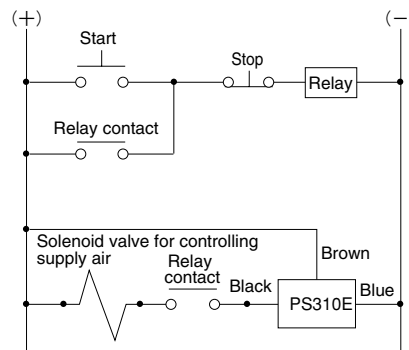 (+)
(−
Start
Stop
Relay
Relay contact
Solenoid valve for controlling
supply air
Relay
contact
Brown
Black
Blue
PS310E